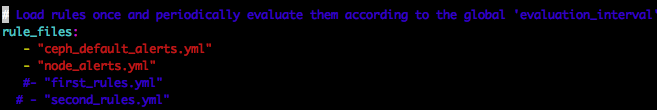 # Load rules once and periodically evaluate them according to the global 'evaluation_interval'
rule_files:
- "ceph_default_alerts.yml"
- "node_alerts.yml"
#- "first_rules.yml"
# - "second_rules.yml"